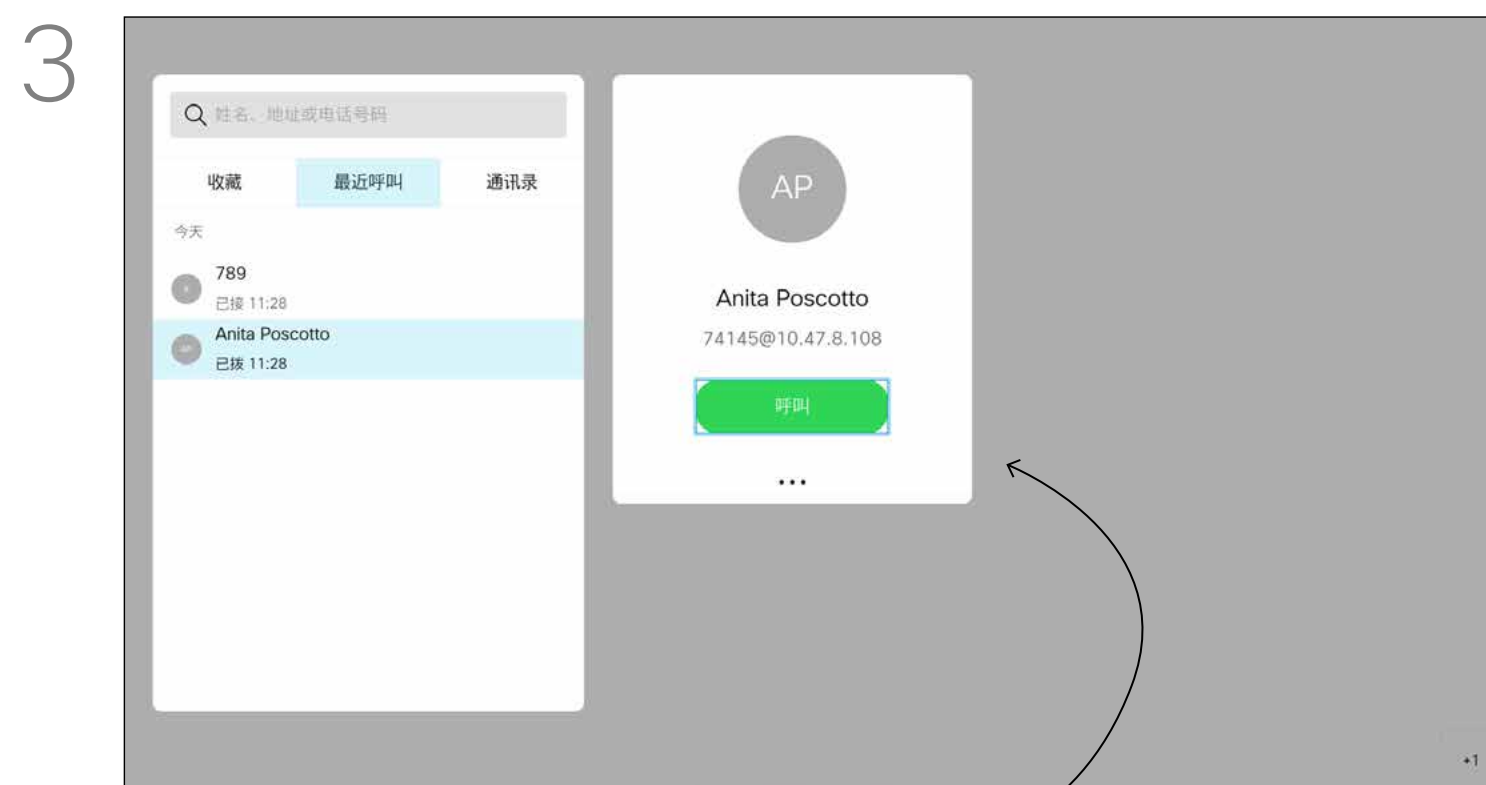 3
姓名、地址或电话号码
收藏 最近呼叫 通讯录
今天
789
已接 11:28
AP
Anita Poscotto
已拨 11:28
AP
Anita Poscotto
74145@10.47.8.108
呼叫
...
+1